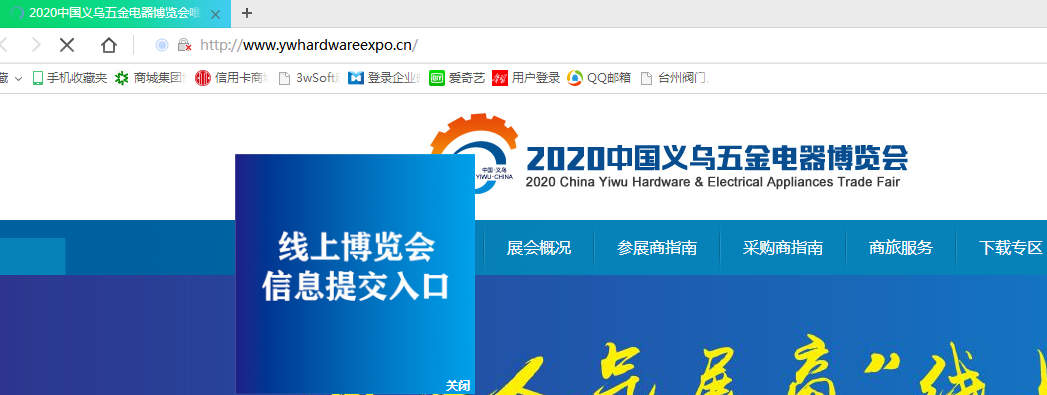 2020中国义乌五金电器博览会
http://www.ywhardwareexpo.cn/
藏 手机收藏夹 商城集团 信用卡商 3wSoft 登录企业 爱奇艺 用户登录 QQ邮箱 台州阀门
中国·义乌
YIWU·CHINA
2020中国义乌五金电器博览会
2020 China Yiwu Hardware & Electrical Appliances Trade Fair
线上博览会
信息提交入口
关闭
展会概况 参展商指南 采购商指南 商旅服务 下载专区
人气展商"线